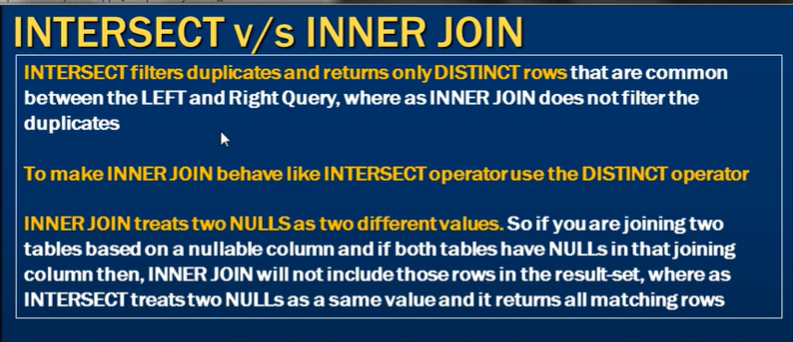 INTERSECT v/s INNER JOIN
INTERSECT filters duplicates and returns only DISTINCT rows that are common
between the LEFT and Right Query, where as INNER JOIN does not filter the
duplicates
To make INNER JOIN behave like INTERSECT operator use the DISTINCT operator
INNER JOIN treats two NULLS as two different values. So if you are joining two
tables based on a nullable column and if both tables have NULLs in that joining
column then, INNER JOIN will not include those rows in the result-set, where as
INTERSECT treats two NULLs as a same value and it returns all matching rows